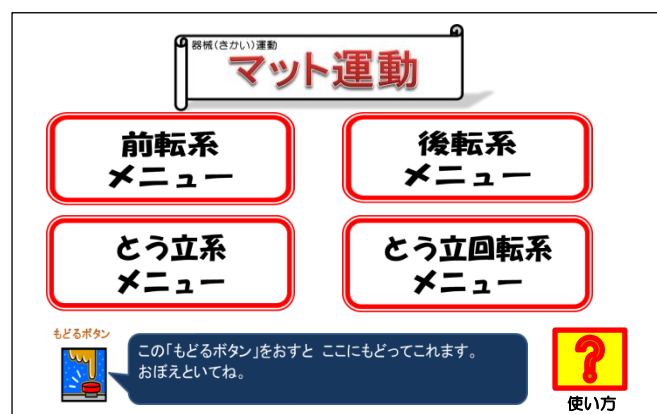 器械(きかい)運動
マット運動
前転系
メニュー
後転系
メニュー
とう立系
メニュー
とう立回転系
メニュー
もどるボタン
この「もどるボタン」をおすと ここにもどってこれます。
おぼえといてね。
?
使い方